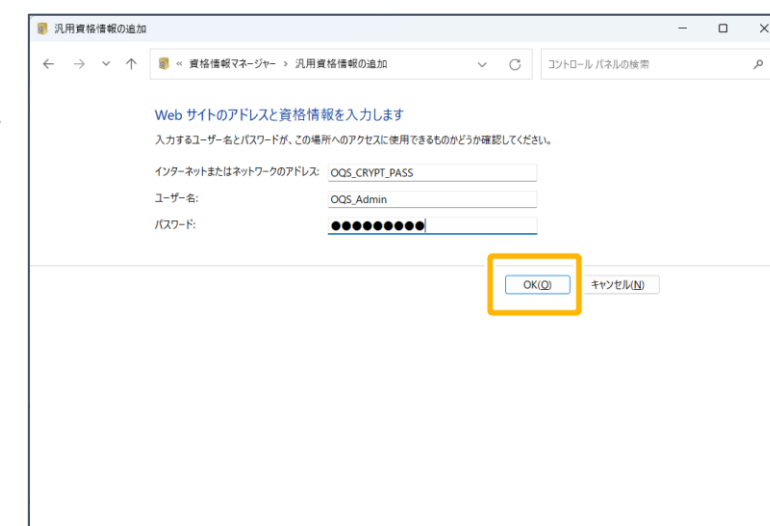 汎用資格情報の追加
« 資格情報マネージャー › 汎用資格情報の追加
コントロール パネルの検索
Web サイトのアドレスと資格情報を入力します
入力するユーザー名とパスワードが、この場所へのアクセスに使用できるものかどうか確認してください。
インターネットまたはネットワークのアドレス: OQS_CRYPT_PASS
ユーザー名: OQS_Admin
パスワード: ●●●●●●●●●
OK(O) キャンセル(N)